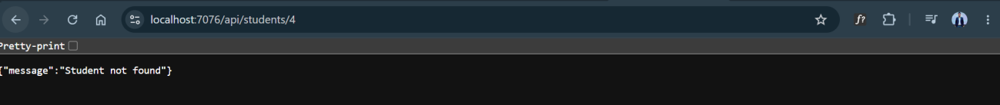 localhost:7076/api/students/4
Pretty-print
{"message":"Student not found"}